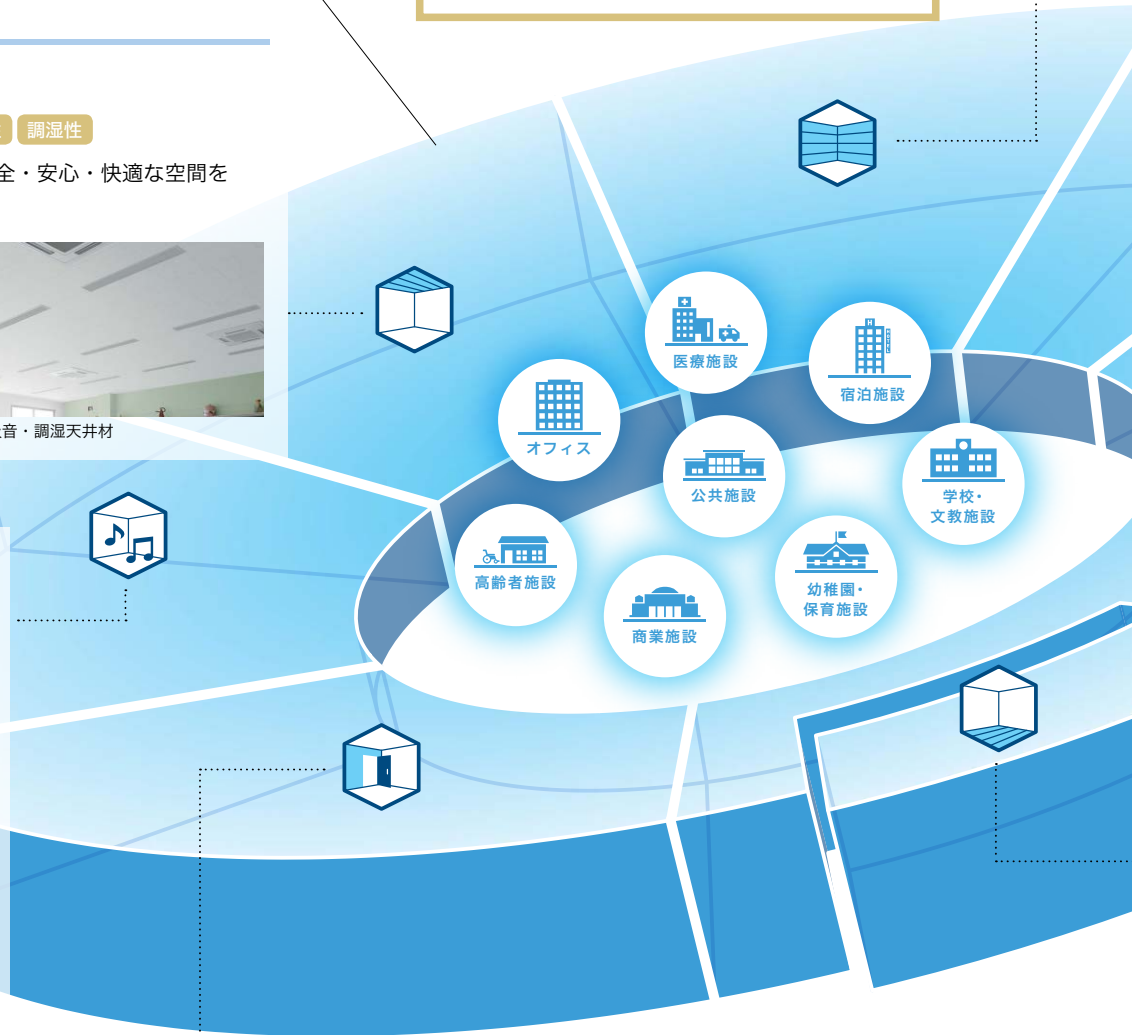 調湿性
全・安心・快適な空間を
音・調湿天井材
医療施設
宿泊施設
オフィス
公共施設
学校・
文教施設
高齢者施設
幼稚園・
保育施設
商業施設